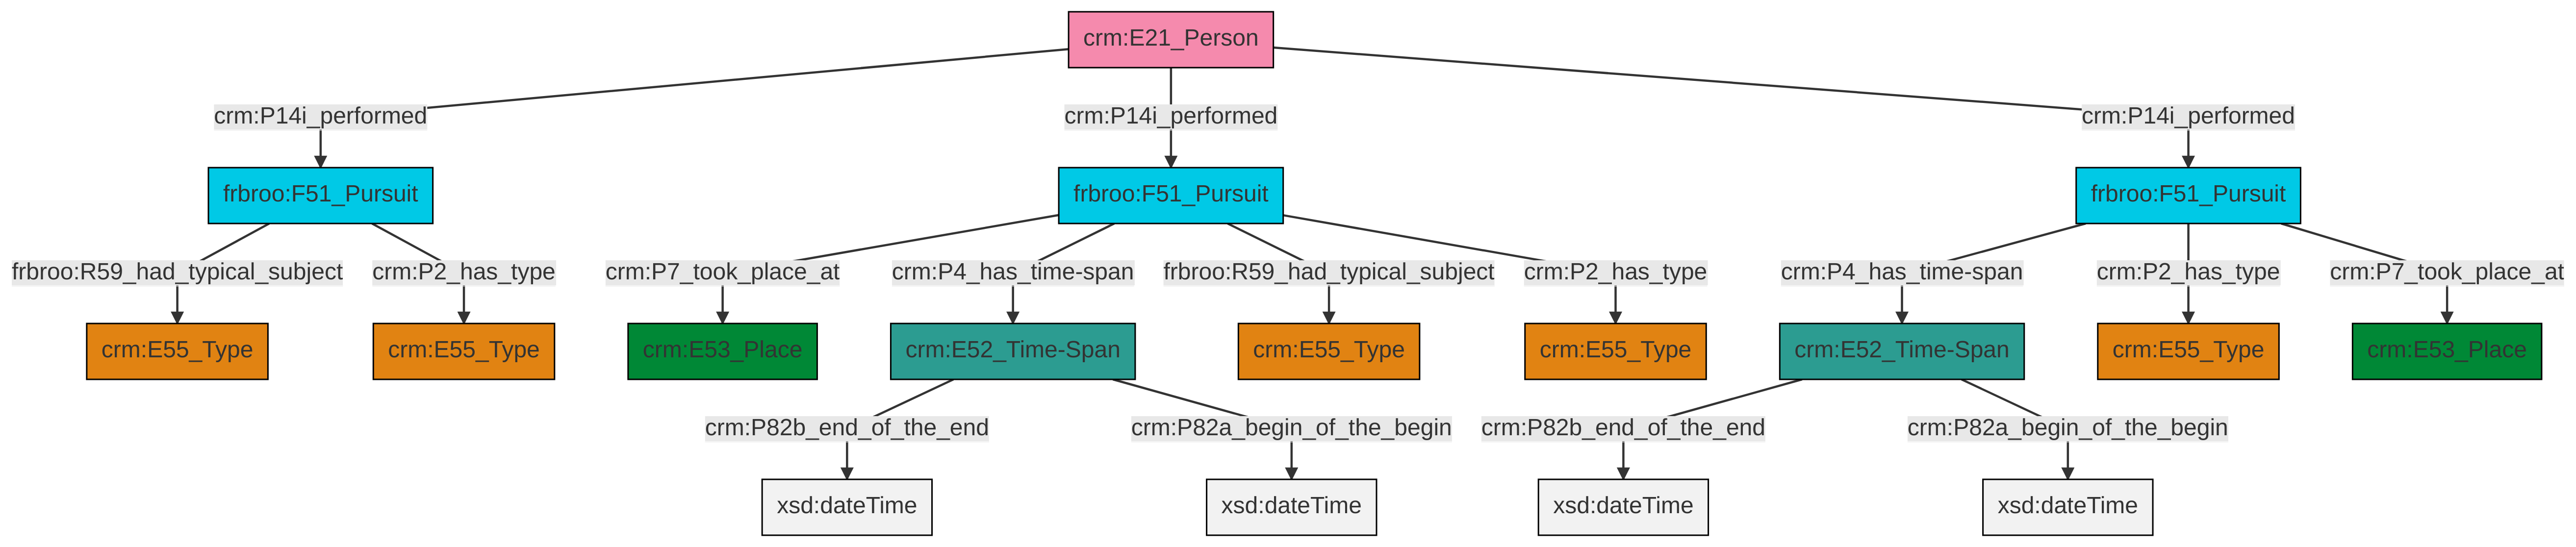 crm:E21_Person
crm:P14i_performed
crm:P14i_performed
crm:P14i_performed
frbroo:F51_Pursuit
frbroo:F51_Pursuit
frbroo:F51_Pursuit
frbroo:R59_had_typical_subject
crm:P2_has_type
crm:P7_took_place_at
crm:P4_has_time-span
frbroo:R59_had_typical_subject
crm:P2_has_type
crm:P4_has_time-span
crm:P2_has_type
crm:P7_took_place_at
crm:E55_Type
crm:E55_Type
crm:E53_Place
crm:E52_Time-Span
crm:E55_Type
crm:E55_Type
crm:E52_Time-Span
crm:E55_Type
crm:E53_Place
crm:P82b_end_of_the_end
crm:P82a_begin_of_the_begin
crm:P82b_end_of_the_end
crm:P82a_begin_of_the_begin
xsd:dateTime
xsd:dateTime
xsd:dateTime
xsd:dateTime